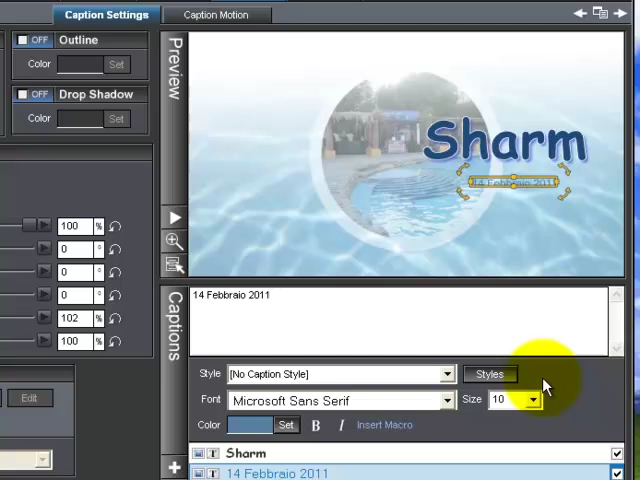 Caption Settings
Caption Motion
OFF Outline
Color Set
OFF Drop Shadow
Color Set
Preview
Sharm
14 Febbraio 2011
100 %
0 °
0 °
0 °
102 %
100 %
Captions
14 Febbraio 2011
Style [No Caption Style] Styles
Font Microsoft Sans Serif Size 10
Color Set B I Insert Macro
Edit
T Sharm
T 14 Febbraio 2011